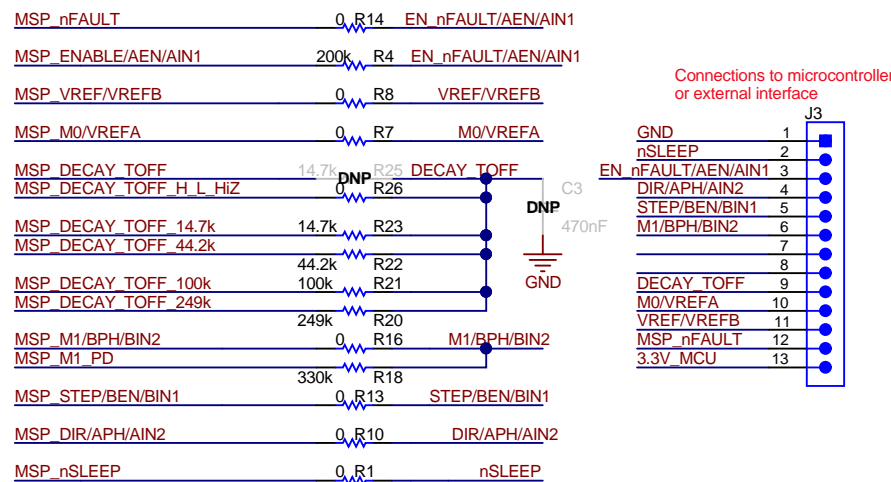 MSP_nFAULT 0 R14 EN_nFAULT/AEN/AIN1
MSP_ENABLE/AEN/AIN1 200k R4 EN_nFAULT/AEN/AIN1
MSP_VREF/VREFB 0 R8 VREF/VREFB
MSP_M0/VREFA 0 R7 M0/VREFA
MSP_DECAY_TOFF 14.7k DNP R25 DECAY_TOFF
MSP_DECAY_TOFF_H_L_HiZ 0 R26
C3
DNP
470nF
GND
MSP_DECAY_TOFF_14.7k 14.7k R23
MSP_DECAY_TOFF_44.2k
44.2k R22
MSP_DECAY_TOFF_100k 100k R21
MSP_DECAY_TOFF_249k
249k R20
MSP_M1/BPH/BIN2 0 R16 M1/BPH/BIN2
MSP_M1_PD
330k R18
MSP_STEP/BEN/BIN1 0 R13 STEP/BEN/BIN1
MSP_DIR/APH/AIN2 0 R10 DIR/APH/AIN2
MSP_nSLEEP 0 R1 nSLEEP
Connections to microcontroller
or external interface
J3
GND 1
nSLEEP 2
EN_nFAULT/AEN/AIN1 3
DIR/APH/AIN2 4
STEP/BEN/BIN1 5
M1/BPH/BIN2 6
7
8
DECAY_TOFF 9
M0/VREFA 10
VREF/VREFB 11
MSP_nFAULT 12
3.3V_MCU 13